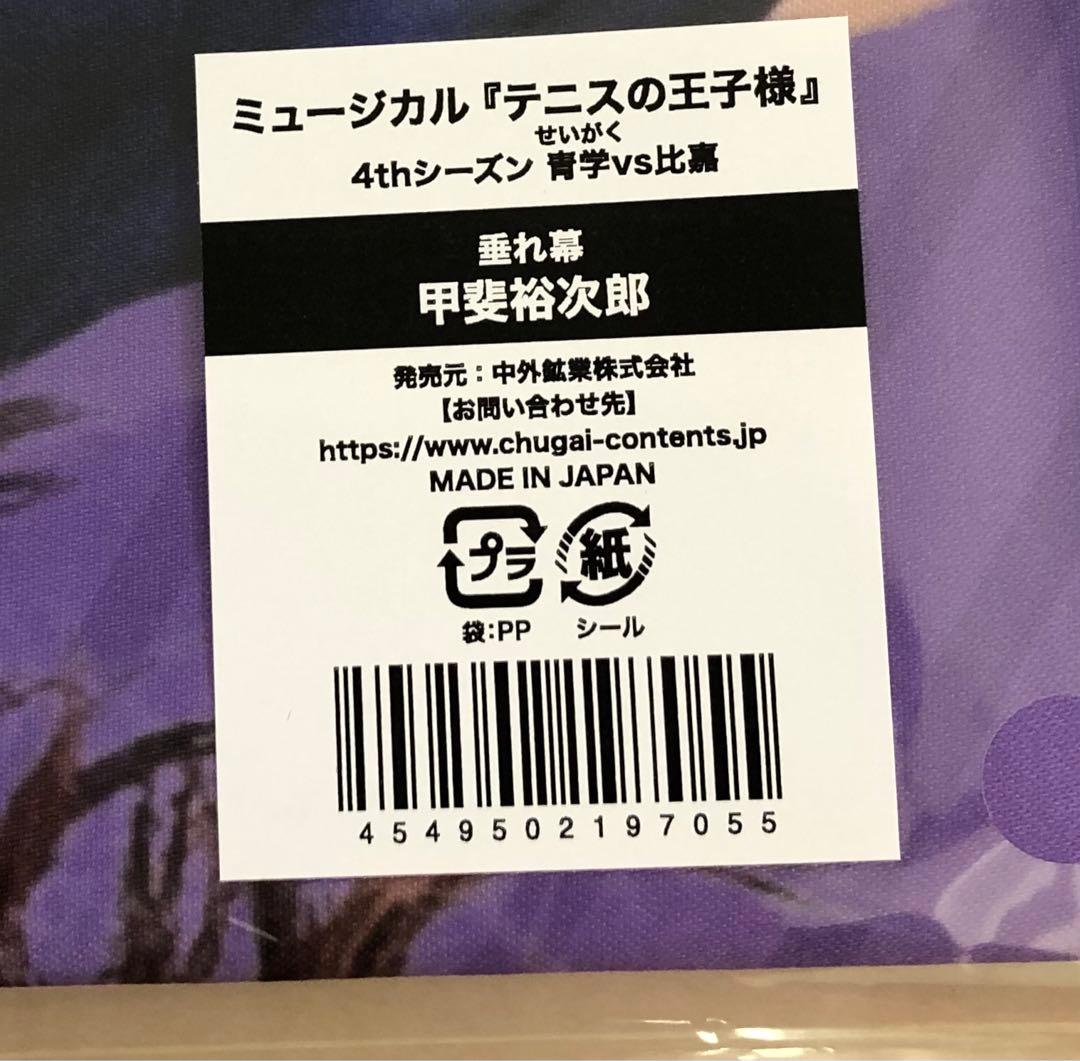 ミュージカル『テニスの王子様』
せいがく
4thシーズン 青学vs比嘉
垂れ幕
甲斐裕次郎
発売元：中外鉱業株式会社
【お問い合わせ先】
https://www.chugai-contents.jp
MADE IN JAPAN
プラ 紙
袋:PP シール
4549502197055